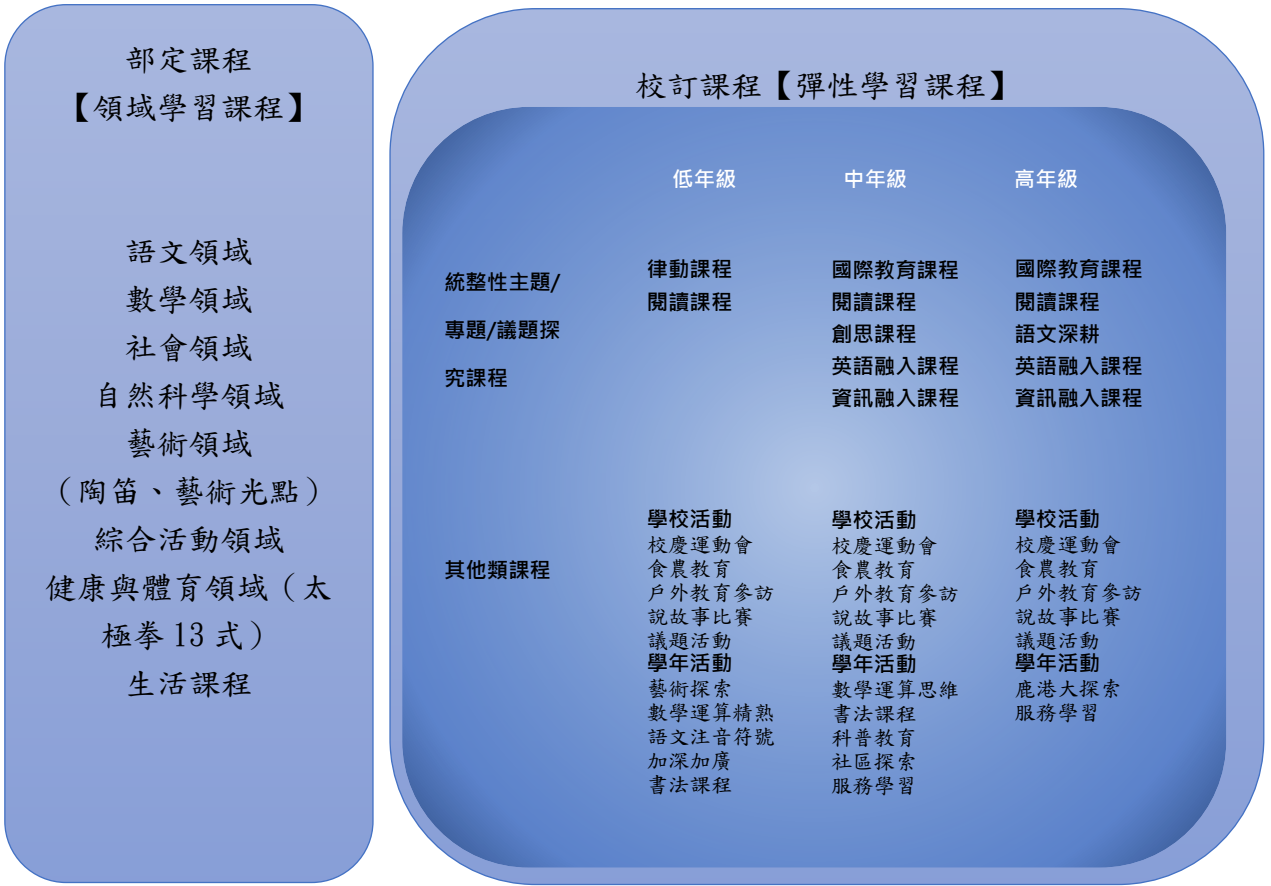 部定課程
【領域學習課程】
語文領域
數學領域
社會領域
自然科學領域
藝術領域
（陶笛、藝術光點）
綜合活動領域
健康與體育領域（太
極拳 13 式）
生活課程
校訂課程【彈性學習課程】
低年級
中年級
高年級
統整性主題/
專題/議題探
究課程
律動課程
閱讀課程
國際教育課程
閱讀課程
創思課程
英語融入課程
資訊融入課程
國際教育課程
閱讀課程
語文深耕
英語融入課程
資訊融入課程
其他類課程
學校活動
校慶運動會
食農教育
戶外教育參訪
說故事比賽
議題活動
學年活動
藝術探索
數學運算精熟
語文注音符號
加深加廣
書法課程
學校活動
校慶運動會
食農教育
戶外教育參訪
說故事比賽
議題活動
學年活動
數學運算思維
書法課程
科普教育
社區探索
服務學習
學校活動
校慶運動會
食農教育
戶外教育參訪
說故事比賽
議題活動
學年活動
鹿港大探索
服務學習